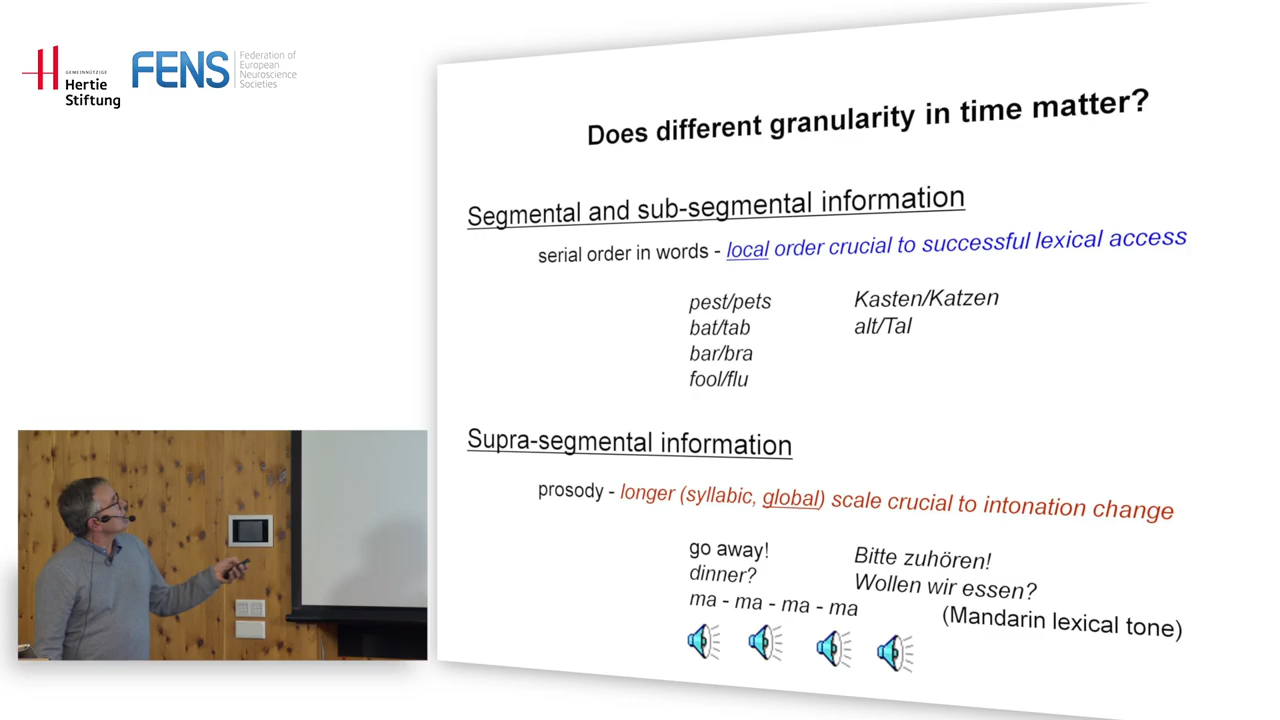 GEMEINNÜTZIGE
Hertie
Stiftung
FENS
Federation of
European
Neuroscience
Societies
Does different granularity in time matter?
Segmental and sub-segmental information
serial order in words - local order crucial to successful lexical access
pest/pets Kasten/Katzen
bat/tab alt/Tal
bar/bra
fool/flu
Supra-segmental information
prosody - longer (syllabic, global) scale crucial to intonation change
go away! Bitte zuhören!
dinner? Wollen wir essen?
ma - ma - ma - ma (Mandarin lexical tone)